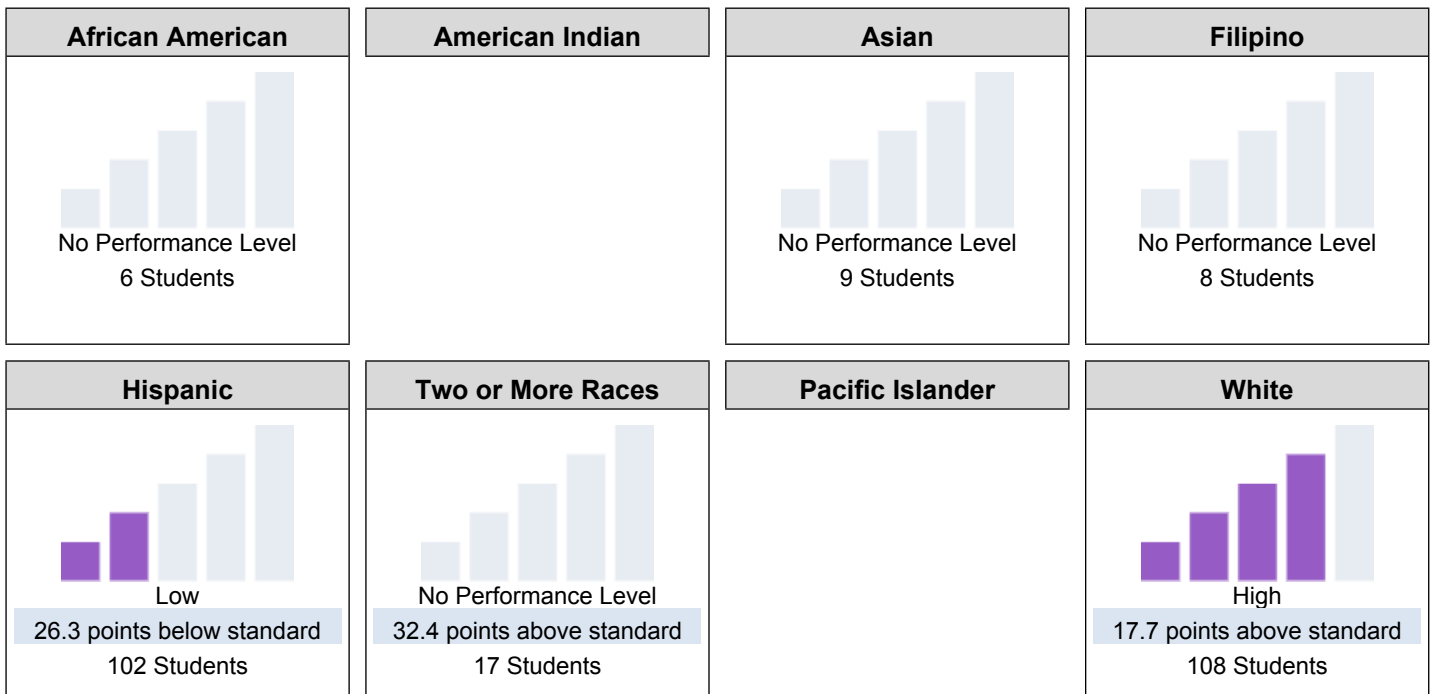 African American
No Performance Level
6 Students
American Indian
Asian
No Performance Level
9 Students
Filipino
No Performance Level
8 Students
Hispanic
Low
26.3 points below standard
102 Students
Two or More Races
No Performance Level
32.4 points above standard
17 Students
Pacific Islander
White
High
17.7 points above standard
108 Students